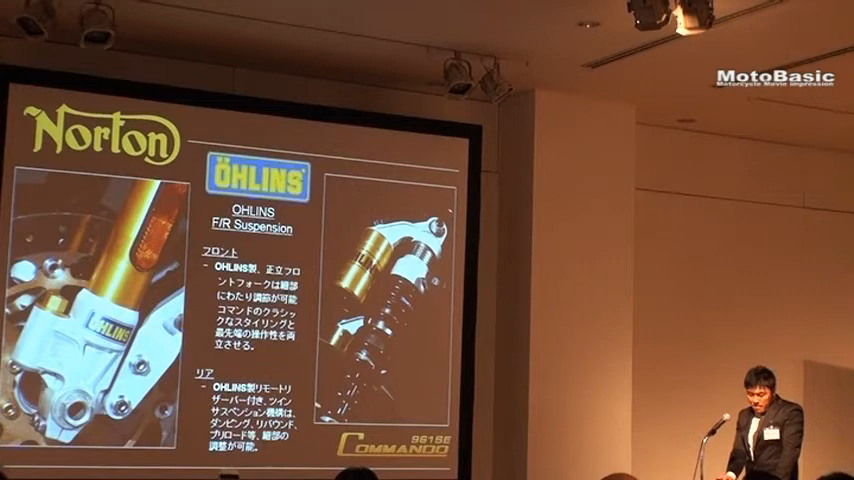 MotoBasic
Motorcycle Movie Impression
Norton
ÖHLINS
OHLINS
F/R Suspension
フロント
- OHLINS製、正立フロ
ントフォークは細部
にわたり調節が可能
コマンドのクラシッ
クなスタイリングと
最先端の操作性を両
立させる。
リア
- OHLINS製リモートリ
ザーバー付き、ツイン
サスペンション機構は、
ダンピング、リバウンド、
プリロード等、細部の
調整が可能。
ÖHLINS
961SE
COMMANDO